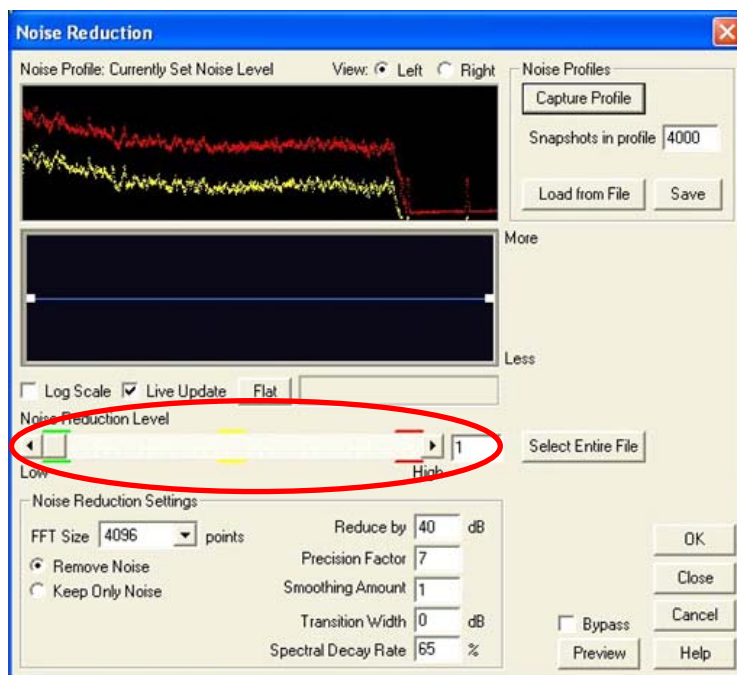 Noise Reduction
Noise Profile: Currently Set Noise Level View: Left Right
Noise Profiles
Capture Profile
Snapshots in profile 4000
Load from File Save
More
Less
Log Scale Live Update Flat
Noise Reduction Level
1 Select Entire File
Low High
Noise Reduction Settings
FFT Size 4096 points
Remove Noise
Keep Only Noise
Reduce by 40 dB
Precision Factor 7
Smoothing Amount 1
Transition Width 0 dB
Spectral Decay Rate 65 %
OK
Close
Bypass Cancel
Preview Help